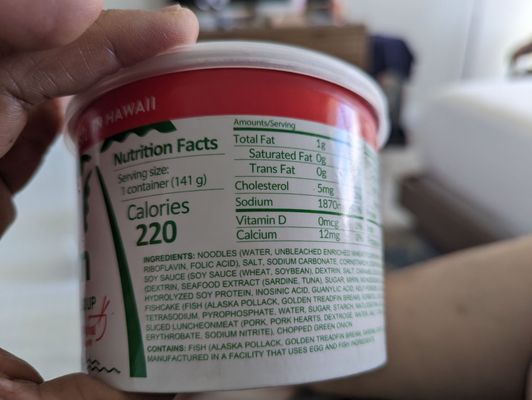 HAWAII
Nutrition Facts
Serving size:
1 container (141 g)
Calories
220
Amounts/Serving
Total Fat 1g
Saturated Fat 0g
Trans Fat 0g
Cholesterol 5mg
Sodium 1870
Vitamin D 0mcg
Calcium 12mg
INGREDIENTS: NOODLES (WATER, UNBLEACHED ENRICHED
RIBOFLAVIN, FOLIC ACID), SALT, SODIUM CARBONATE,
SOY SAUCE (SOY SAUCE (WHEAT, SOYBEAN), DEXTRIN, SALT,
(DEXTRIN, SEAFOOD EXTRACT (SARDINE, TUNA), SUGAR,
HYDROLYZED SOY PROTEIN, INOSINIC ACID, GUANYLIC ACID,
FISHCAKE (FISH (ALASKA POLLACK, GOLDEN TREADFIN BREAM,
TETRASODIUM, PYROPHOSPHATE, WATER, SUGAR, STARCH,
SLICED LUNCHEONMEAT (PORK, PORK HEARTS, DEXTROSE, WATER,
ERYTHROBATE, SODIUM NITRITE), CHOPPED GREEN ONION
CONTAINS: FISH (ALASKA POLLACK, GOLDEN TREADFIN BREAM,
MANUFACTURED IN A FACILITY THAT USES EGG AND FISH INGREDIENTS